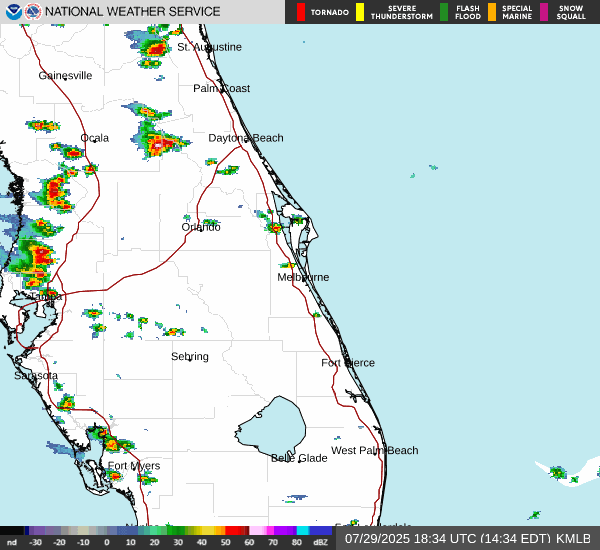 NATIONAL WEATHER SERVICE
TORNADO
SEVERE THUNDERSTORM
FLASH FLOOD
SPECIAL MARINE
SNOW SQUALL
St. Augustine
Gainesville
Palm Coast
Ocala
Daytona Beach
Orlando
Melbourne
Tampa
Sebring
Fort Pierce
Sarasota
West Palm Beach
Belle Glade
Fort Myers
nd -30 -20 -10 0 10 20 30 40 50 60 70 80 dBZ
07/29/2025 18:34 UTC (14:34 EDT) KMLB